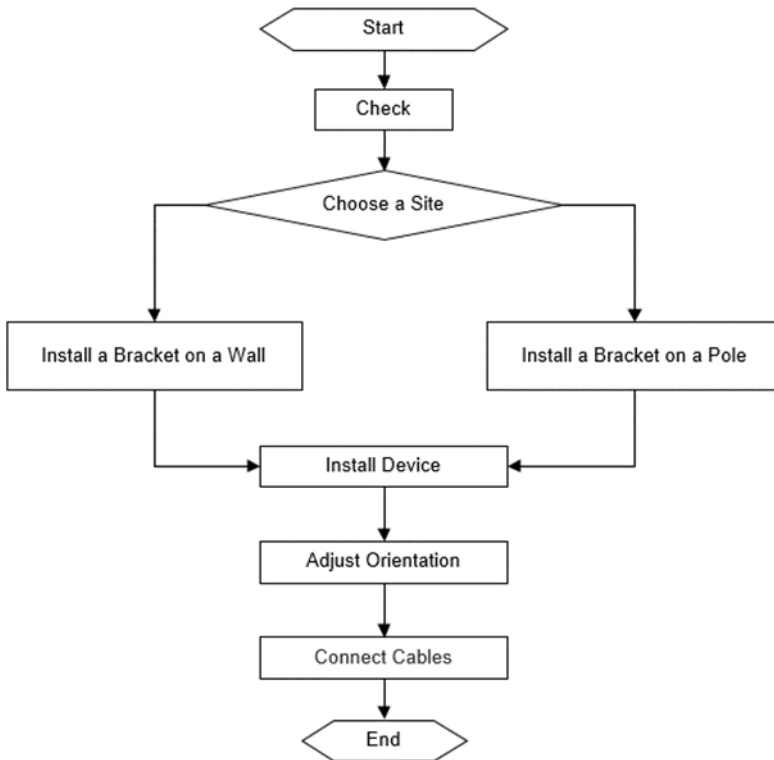 Start
Check
Choose a Site
Install a Bracket on a Wall
Install a Bracket on a Pole
Install Device
Adjust Orientation
Connect Cables
End